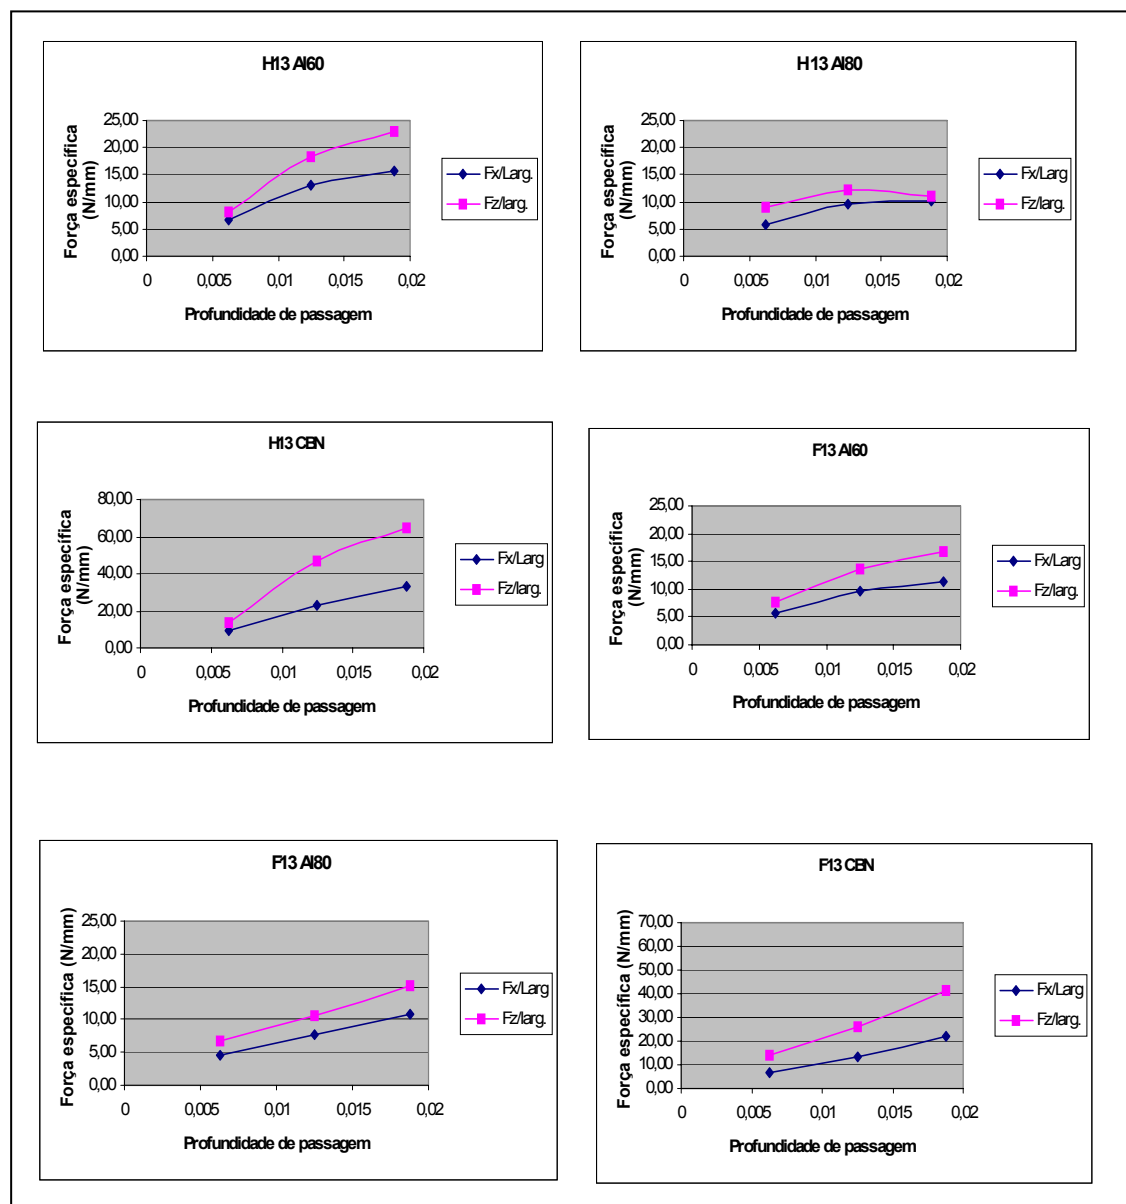 H13 Al60
25,00
20,00
15,00
10,00
5,00
0,00
Força específica
(N/mm)
0 0,005 0,01 0,015 0,02
Profundidade de passagem
Fx/Larg.
Fz/larg.
H13 Al80
25,00
20,00
15,00
10,00
5,00
0,00
Força específica
(N/mm)
0 0,005 0,01 0,015 0,02
Profundidade de passagem
Fx/Larg.
Fz/larg.
H13 CBN
80,00
60,00
40,00
20,00
0,00
Força específica
(N/mm)
0 0,005 0,01 0,015 0,02
Profundidade de passagem
Fx/Larg
Fz/larg.
F13 Al60
25,00
20,00
15,00
10,00
5,00
0,00
Força específica
(N/mm)
0 0,005 0,01 0,015 0,02
Profundidade de passagem
Fx/Larg
Fz/larg.
F13 Al80
25,00
20,00
15,00
10,00
5,00
0,00
Força específica (N/mm)
0 0,005 0,01 0,015 0,02
Profundidade de passagem
Fx/Larg
Fz/larg.
F13 CBN
70,00
60,00
50,00
40,00
30,00
20,00
10,00
0,00
Força específica (N/mm)
0 0,005 0,01 0,015 0,02
Profundidade de passagem
Fx/Larg
Fz/larg.